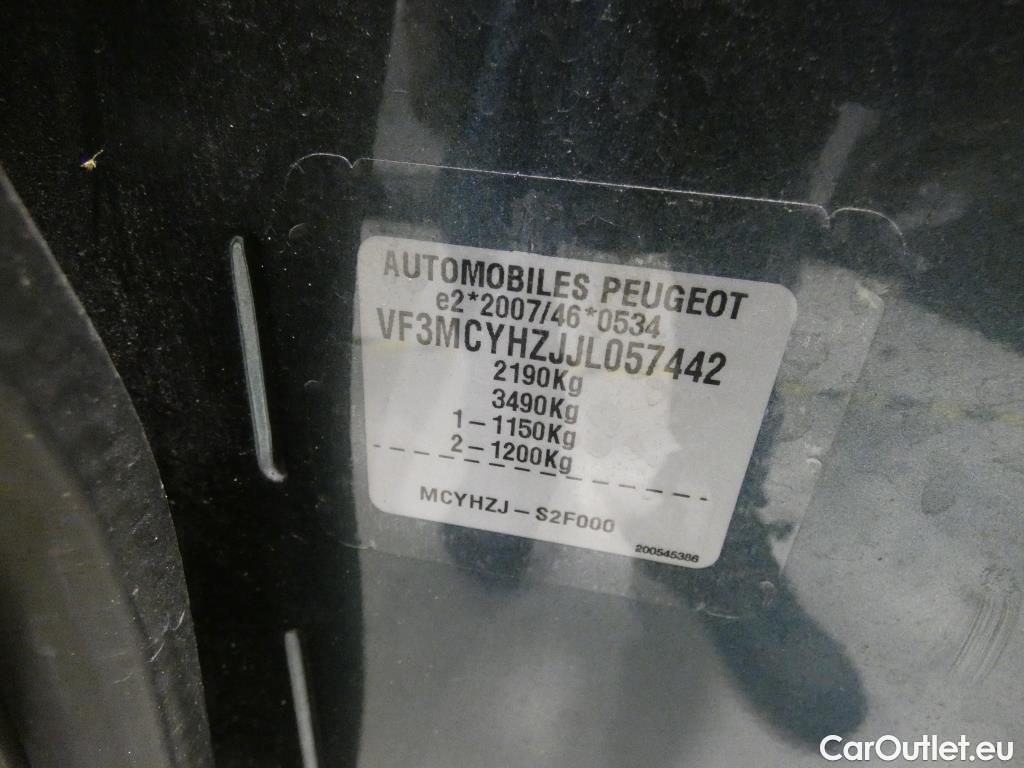 AUTOMOBILES PEUGEOT
e2*2007/46*0534
VF3MCYHZJJL057442
2190Kg
3490Kg
1-1150Kg
2-1200Kg
MCYHZJ-S2F000
200545386
CarOutlet.eu